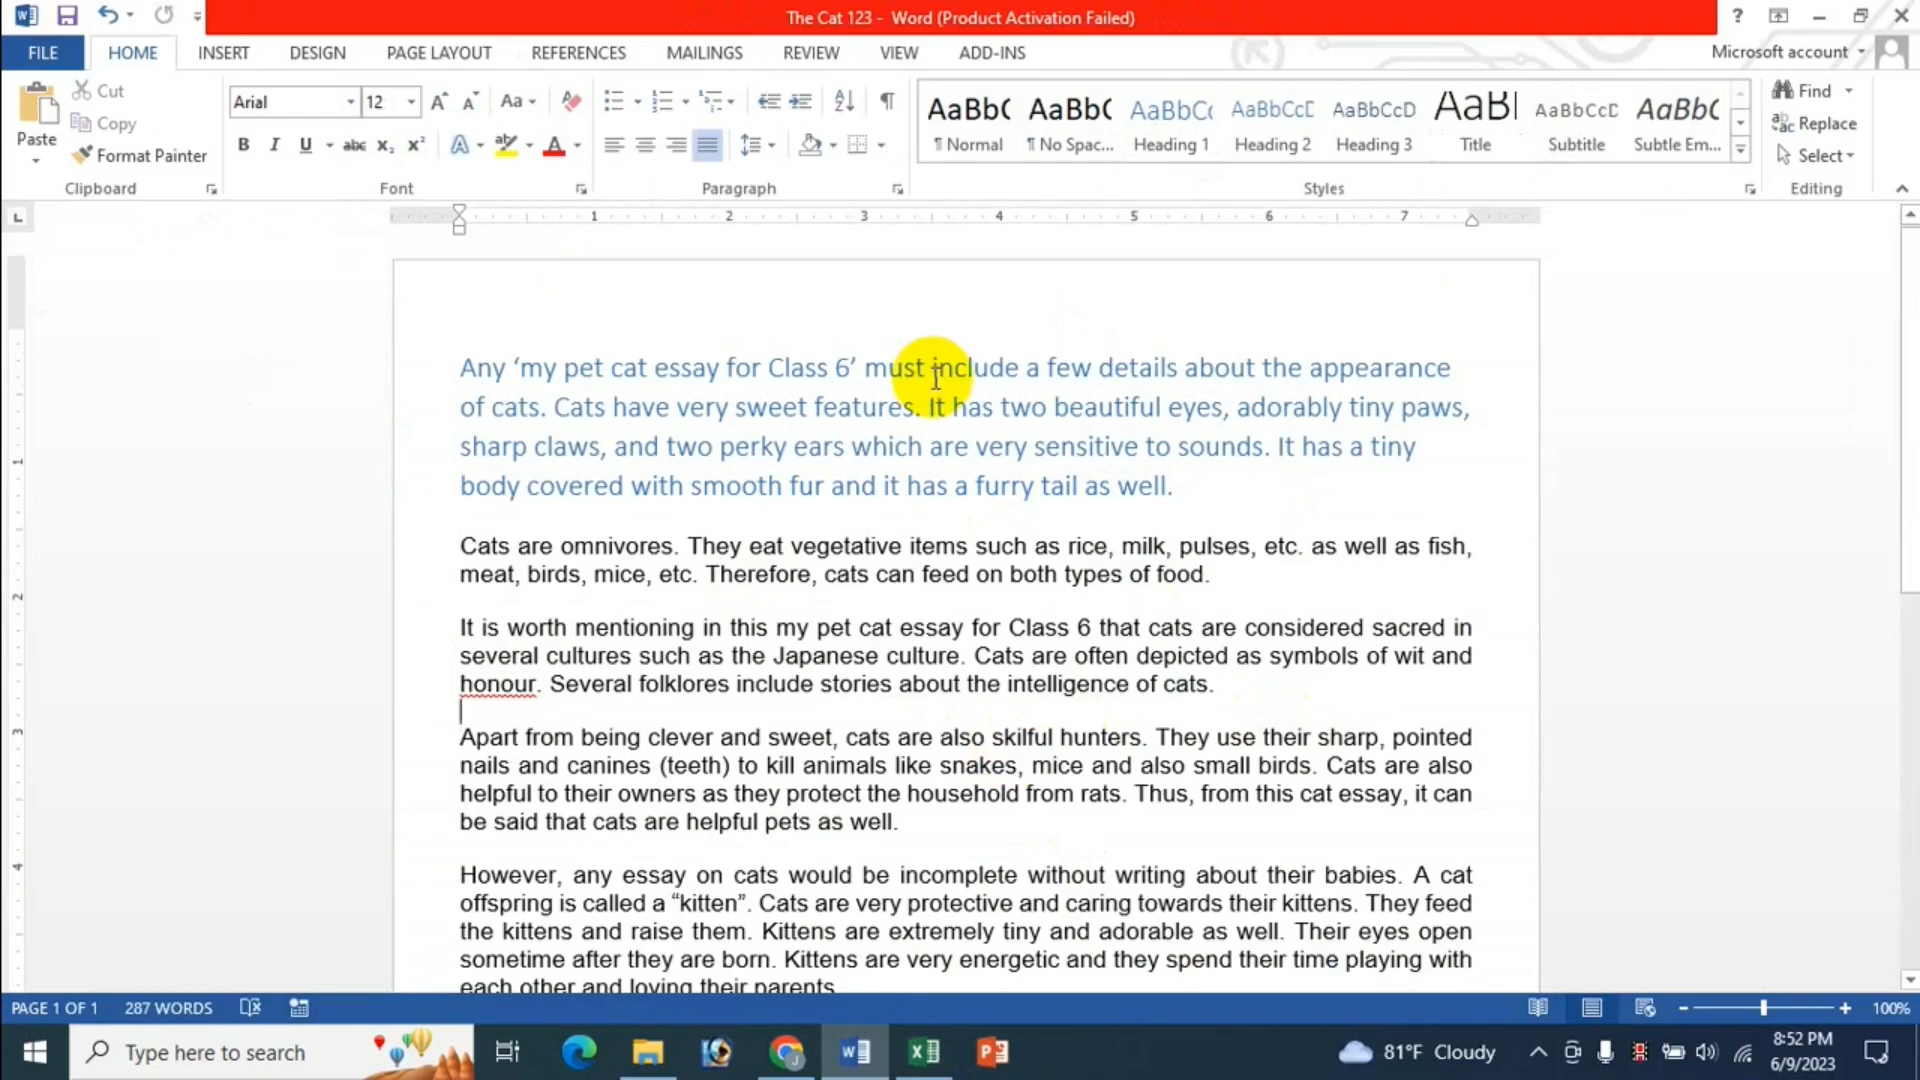 The Cat 123 - Word (Product Activation Failed)
?
FILE HOME INSERT DESIGN PAGE LAYOUT REFERENCES MAILINGS REVIEW VIEW ADD-INS Microsoft account
Paste
Cut
Copy
Format Painter
Clipboard
Arial 12 Aa
B I U abc X₂ X² A ab A
Font
Paragraph
AaBbC AaBbC AaBbCc AaBbCcD AaBbCcD AaBl AaBbCcD AaBbC
¶ Normal ¶ No Spac... Heading 1 Heading 2 Heading 3 Title Subtitle Subtle Em...
Styles
Find
Replace
Select
Editing
1 2 3 4 5 6 7
Any ‘my pet cat essay for Class 6’ must include a few details about the appearance
of cats. Cats have very sweet features. It has two beautiful eyes, adorably tiny paws,
sharp claws, and two perky ears which are very sensitive to sounds. It has a tiny
body covered with smooth fur and it has a furry tail as well.
Cats are omnivores. They eat vegetative items such as rice, milk, pulses, etc. as well as fish,
meat, birds, mice, etc. Therefore, cats can feed on both types of food.
It is worth mentioning in this my pet cat essay for Class 6 that cats are considered sacred in
several cultures such as the Japanese culture. Cats are often depicted as symbols of wit and
honour. Several folklores include stories about the intelligence of cats.
Apart from being clever and sweet, cats are also skilful hunters. They use their sharp, pointed
nails and canines (teeth) to kill animals like snakes, mice and also small birds. Cats are also
helpful to their owners as they protect the household from rats. Thus, from this cat essay, it can
be said that cats are helpful pets as well.
However, any essay on cats would be incomplete without writing about their babies. A cat
offspring is called a “kitten”. Cats are very protective and caring towards their kittens. They feed
the kittens and raise them. Kittens are extremely tiny and adorable as well. Their eyes open
sometime after they are born. Kittens are very energetic and they spend their time playing with
each other and loving their parents.
1
2
3
4
PAGE 1 OF 1 287 WORDS 100%
Type here to search
81°F Cloudy
8:52 PM
6/9/2023